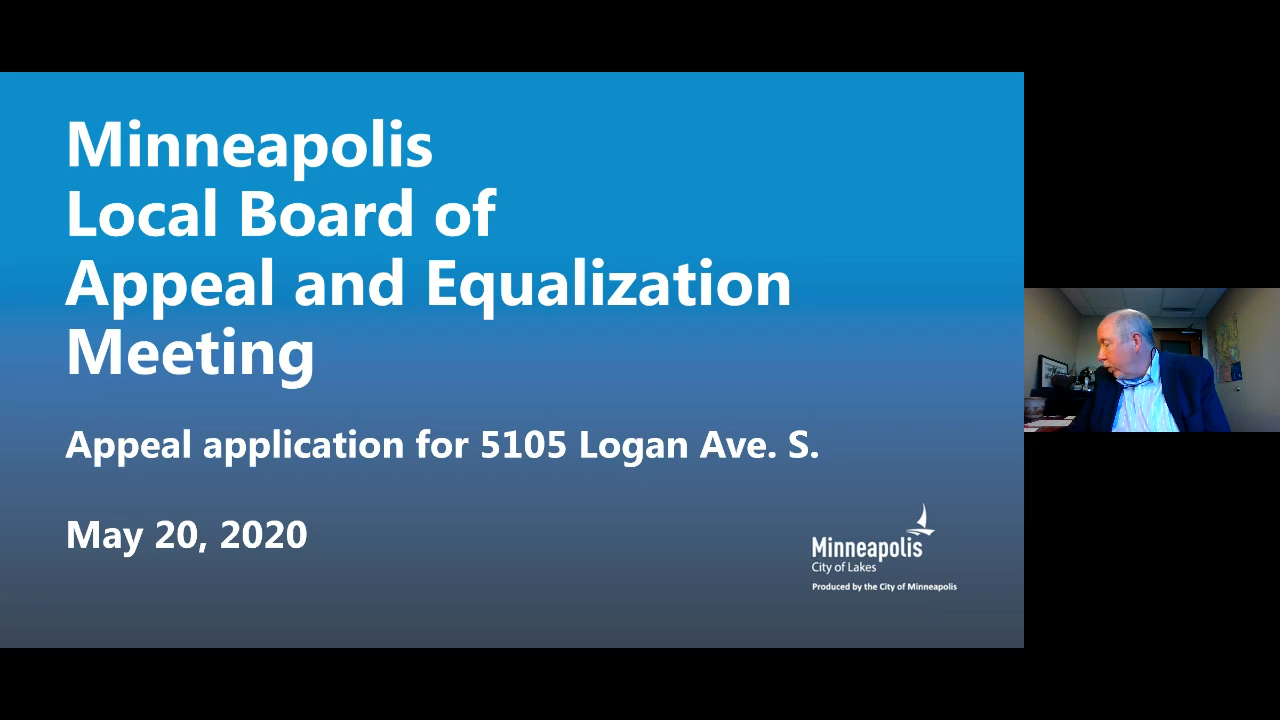 Minneapolis
Local Board of
Appeal and Equalization
Meeting
Appeal application for 5105 Logan Ave. S.
May 20, 2020
Minneapolis
City of Lakes
Produced by the City of Minneapolis